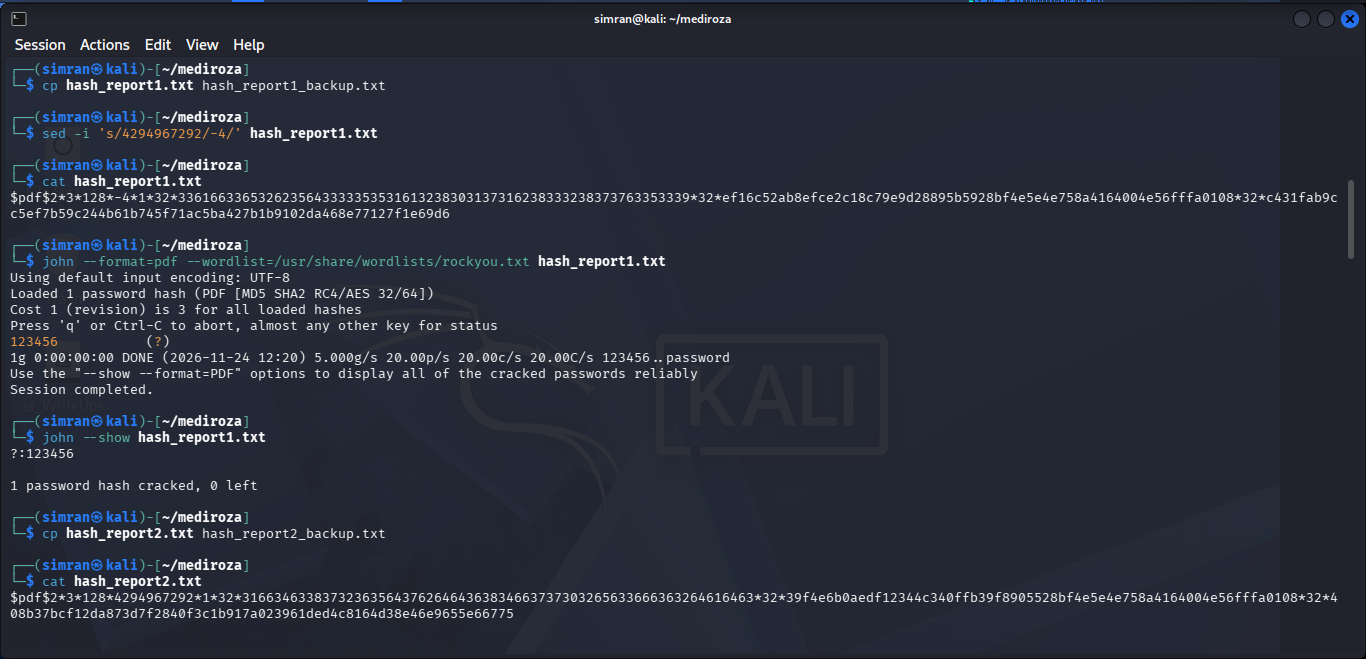 simran@kali: ~/mediroza
Session Actions Edit View Help
┌──(simran㉿kali)-[~/mediroza]
└─$ cp hash_report1.txt hash_report1_backup.txt
┌──(simran㉿kali)-[~/mediroza]
└─$ sed -i 's/4294967292/-4/' hash_report1.txt
┌──(simran㉿kali)-[~/mediroza]
└─$ cat hash_report1.txt
$pdf$2*3*128*-4*1*32*3361663365326235643333353531613238303137316238333238373763353339*32*ef16c52ab8efce2c18c79e9d28895b5928bf4e5e4e758a4164004e56fffa0108*32*c431fab9c
c5ef7b59c244b61b745f71ac5ba427b1b9102da468e77127f1e69d6
┌──(simran㉿kali)-[~/mediroza]
└─$ john --format=pdf --wordlist=/usr/share/wordlists/rockyou.txt hash_report1.txt
Using default input encoding: UTF-8
Loaded 1 password hash (PDF [MD5 SHA2 RC4/AES 32/64])
Cost 1 (revision) is 3 for all loaded hashes
Press 'q' or Ctrl-C to abort, almost any other key for status
123456 (?)
1g 0:00:00:00 DONE (2026-11-24 12:20) 5.000g/s 20.00p/s 20.00c/s 20.00C/s 123456..password
Use the "--show --format=PDF" options to display all of the cracked passwords reliably
Session completed.
KALI
┌──(simran㉿kali)-[~/mediroza]
└─$ john --show hash_report1.txt
?:123456
1 password hash cracked, 0 left
┌──(simran㉿kali)-[~/mediroza]
└─$ cp hash_report2.txt hash_report2_backup.txt
┌──(simran㉿kali)-[~/mediroza]
└─$ cat hash_report2.txt
$pdf$2*3*128*4294967292*1*32*3166346338373236356437626464363834663737303265633666363264616463*32*39f4e6b0aedf12344c340ffb39f8905528bf4e5e4e758a4164004e56fffa0108*32*4
08b37bcf12da873d7f2840f3c1b917a023961ded4c8164d38e46e9655e66775